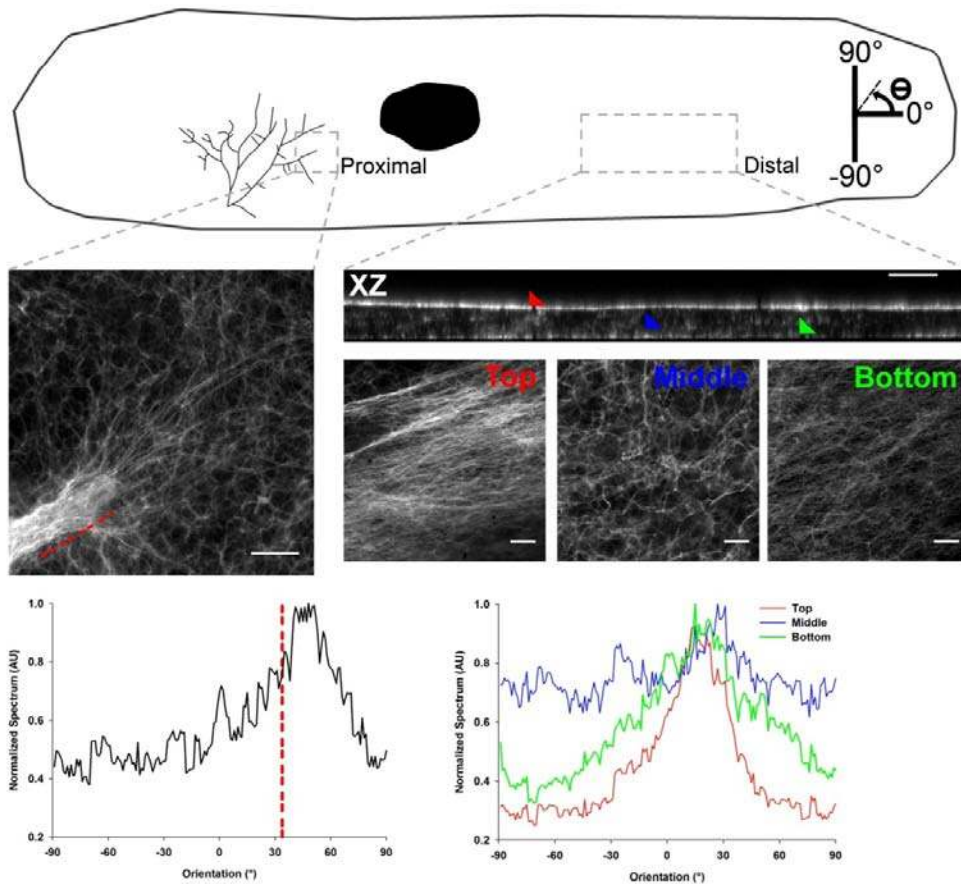 90°
Θ
0°
-90°
Proximal
Distal
XZ
Top
Middle
Bottom
1.0
0.8
0.6
0.4
0.2
-90
-60
-30
0
30
60
90
Normalized Spectrum (AU)
Orientation (°)
1.0
0.8
0.6
0.4
0.2
-90
-60
-30
0
30
60
90
Normalized Spectrum (AU)
Orientation (°)
Top
Middle
Bottom